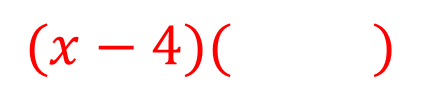 (x − 4)(        )